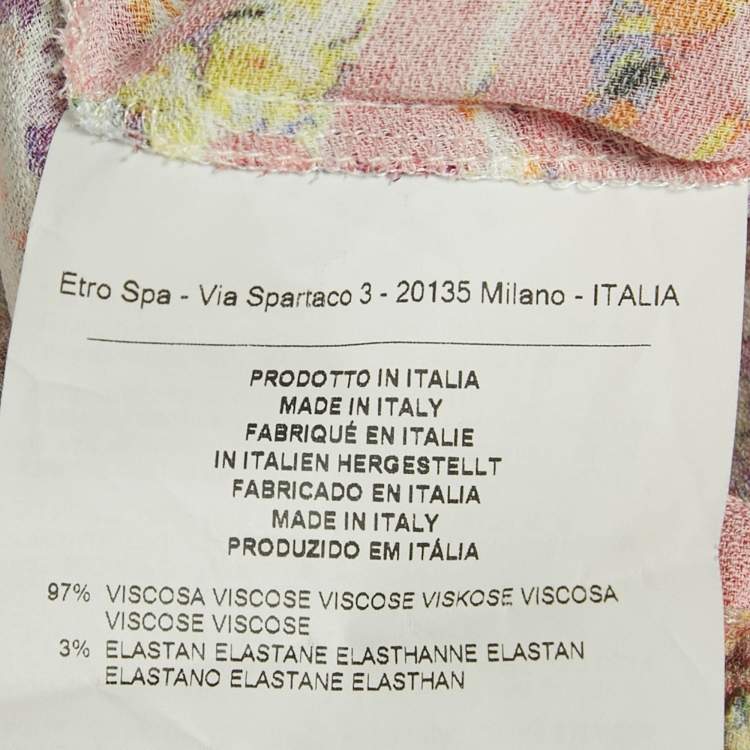 Etro Spa - Via Spartaco 3 - 20135 Milano - ITALIA
PRODOTTO IN ITALIA
MADE IN ITALY
FABRIQUÉ EN ITALIE
IN ITALIEN HERGESTELLT
FABRICADO EN ITALIA
MADE IN ITALY
PRODUZIDO EM ITÁLIA
97% VISCOSA VISCOSE VISCOSE VISKOSE VISCOSA
VISCOSE VISCOSE
3% ELASTAN ELASTANE ELASTHANNE ELASTAN
ELASTANO ELASTANE ELASTHAN